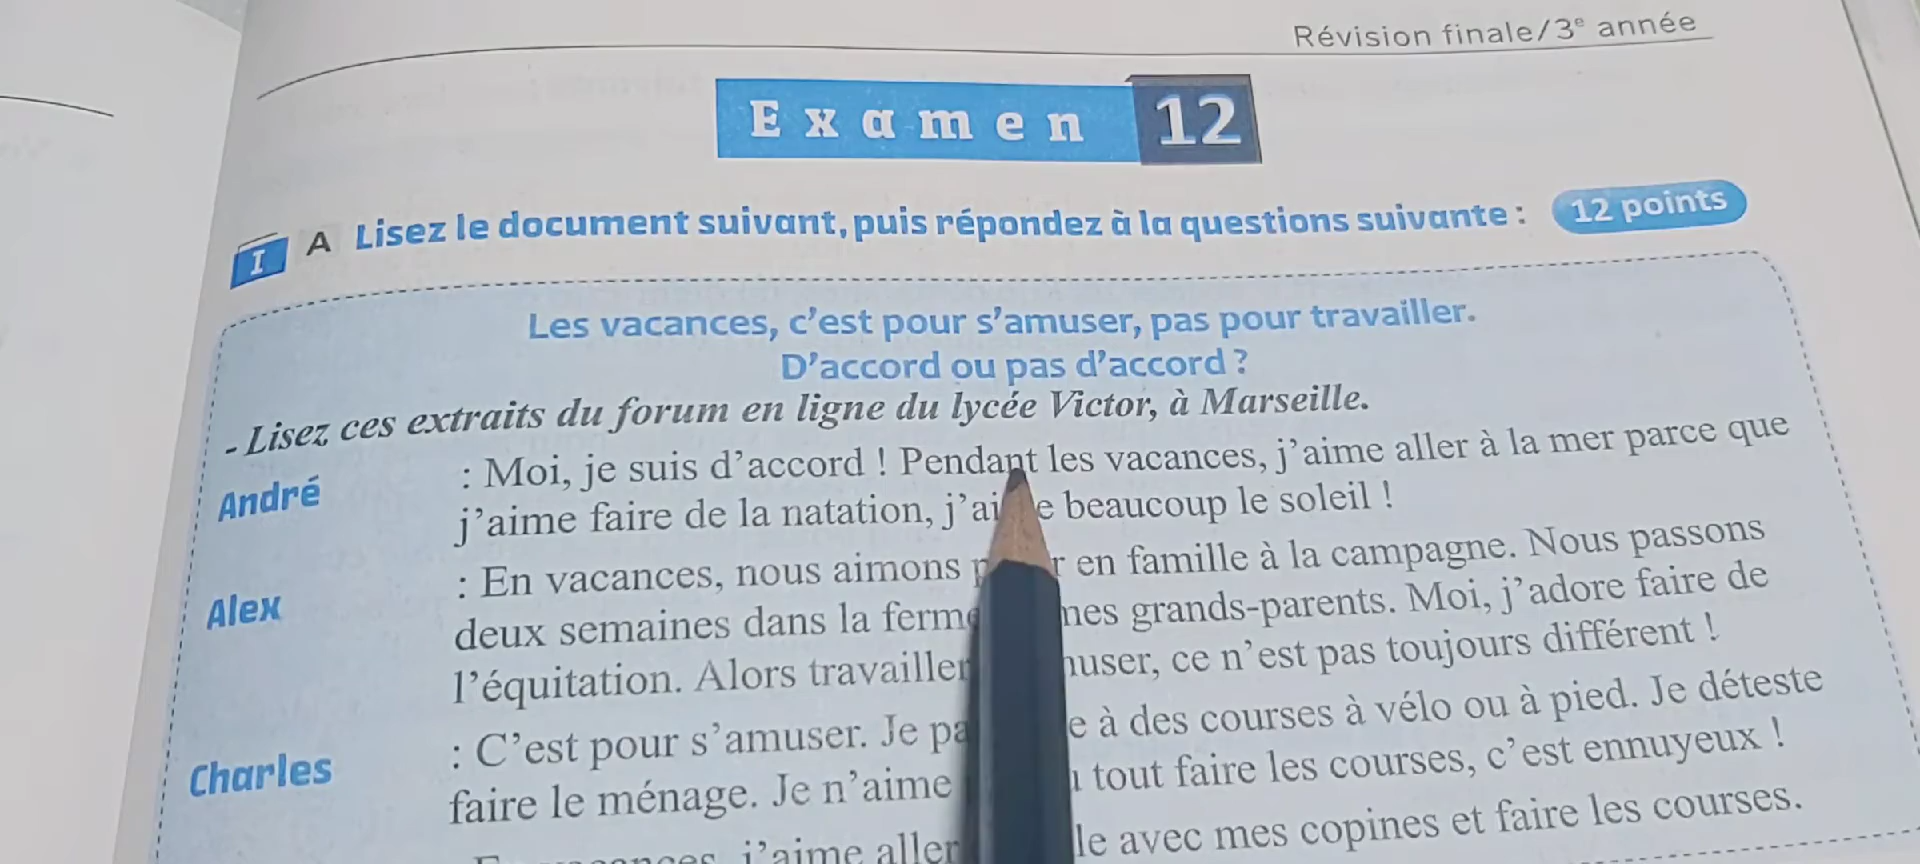 Révision finale/3e année
Examen 12
I A Lisez le document suivant, puis répondez à la questions suivante : 12 points
Les vacances, c'est pour s'amuser, pas pour travailler.
D'accord ou pas d'accord ?
- Lisez ces extraits du forum en ligne du lycée Victor, à Marseille.
André : Moi, je suis d'accord ! Pendant les vacances, j'aime aller à la mer parce que
j'aime faire de la natation, j'aime beaucoup le soleil !
Alex : En vacances, nous aimons en famille à la campagne. Nous passons
deux semaines dans la ferme mes grands-parents. Moi, j'adore faire de
l'équitation. Alors travailler ce n'est pas toujours différent !
Charles : C'est pour s'amuser. Je à des courses à vélo ou à pied. Je déteste
faire le ménage. Je n'aime tout faire les courses, c'est ennuyeux !
j'aime aller avec mes copines et faire les courses.